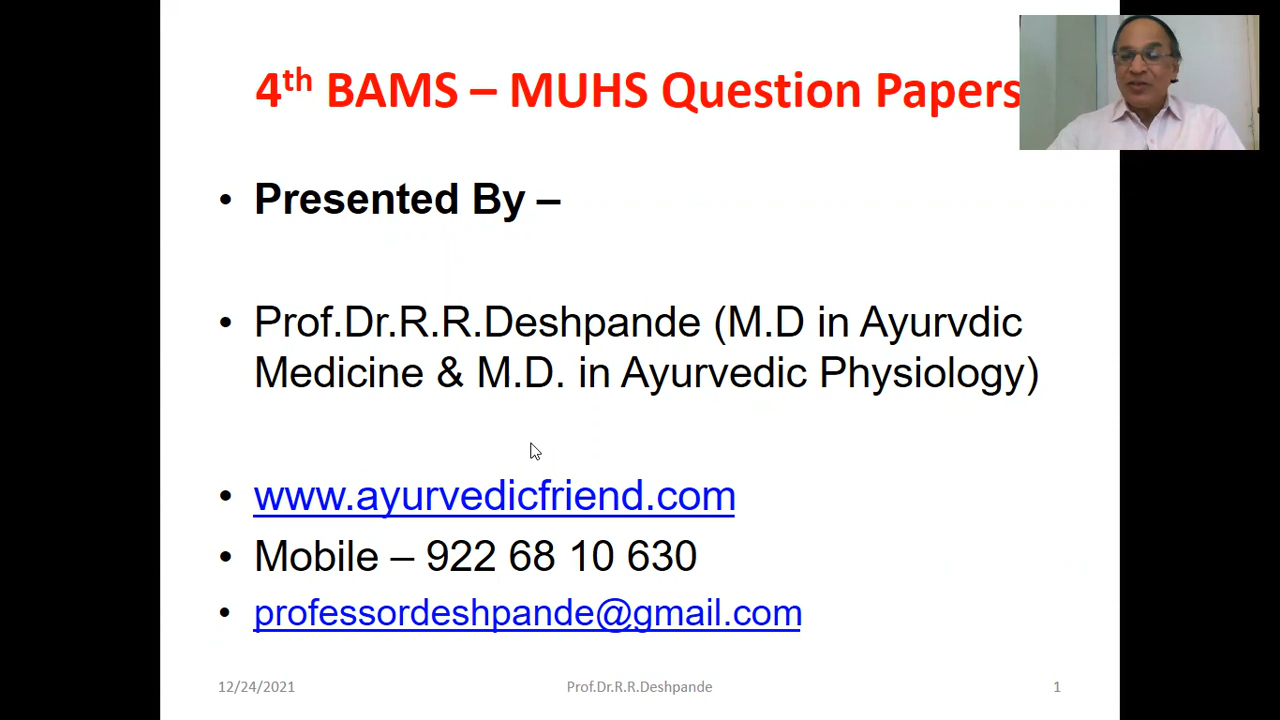 4th BAMS – MUHS Question Papers
• Presented By –
• Prof.Dr.R.R.Deshpande (M.D in Ayurvdic
Medicine & M.D. in Ayurvedic Physiology)
• www.ayurvedicfriend.com
• Mobile – 922 68 10 630
• professordeshpande@gmail.com
12/24/2021 Prof.Dr.R.R.Deshpande 1